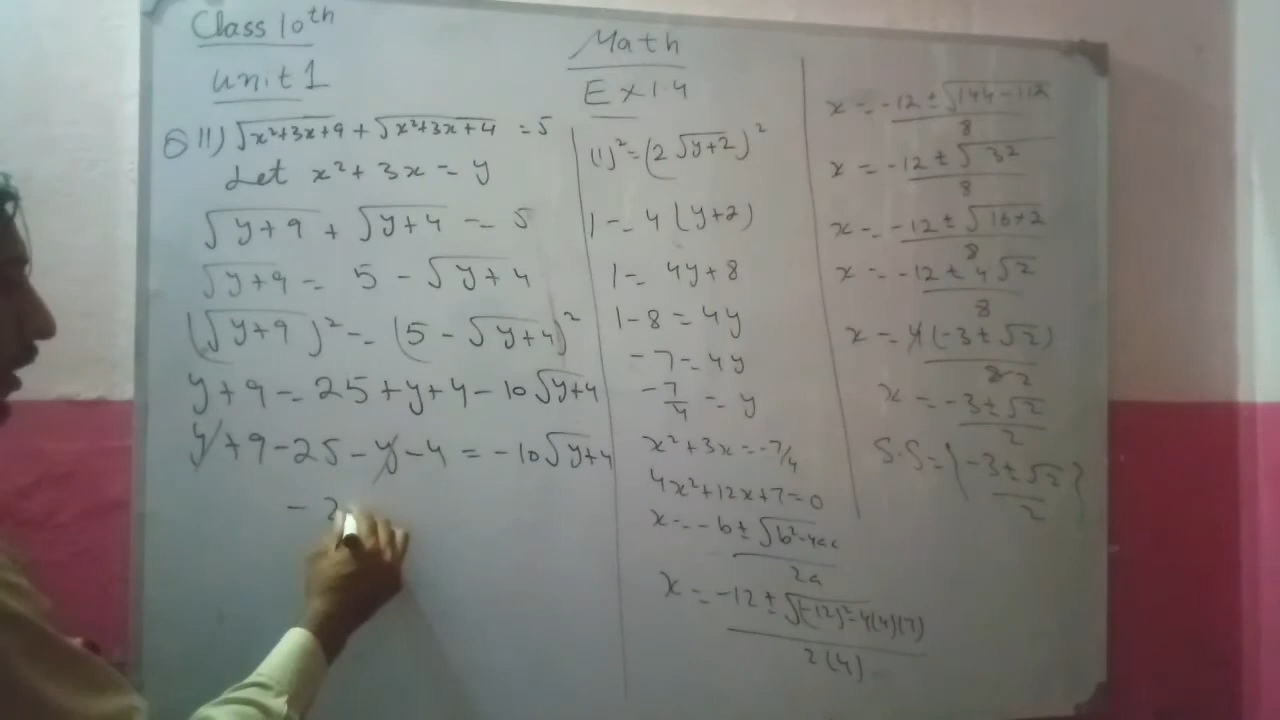 Class 10th
Unit 1
Math
Ex 1.4
Q 11) √x²+3x+9 + √x²+3x+4 = 5
Let x²+3x = y
√y+9 + √y+4 = 5
√y+9 = 5 - √y+4
(√y+9)² = (5 - √y+4)²
y+9 = 25+y+4-10√y+4
y+9-25-y-4 = -10√y+4
- 2
(1)² = (2√y+2)²
1 = 4(y+2)
1 = 4y+8
1-8 = 4y
-7 = 4y
-7/4 = y
x²+3x = -7/4
4x²+12x+7=0
x = -b±√b²-4ac / 2a
x = -12±√(-12)²-4(4)(7) / 2(4)
x = -12±√144-112 / 8
x = -12±√32 / 8
x = -12±√16×2 / 8
x = -12±4√2 / 8
x = 4(-3±√2) / 8 2
x = -3±√2 / 2
S.S = {-3±√2 / 2}